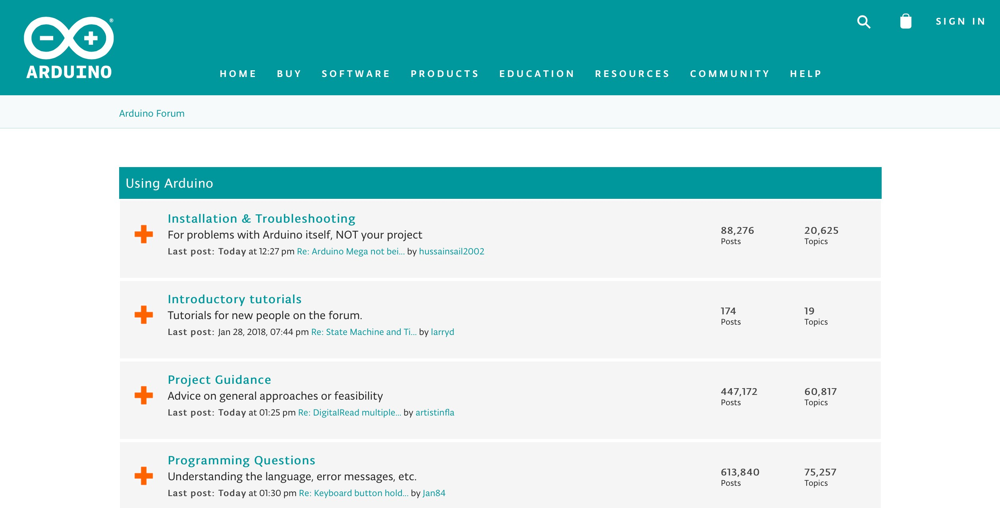 ®
ARDUINO
SIGN IN
HOME BUY SOFTWARE PRODUCTS EDUCATION RESOURCES COMMUNITY HELP
Arduino Forum
Using Arduino
Installation & Troubleshooting
For problems with Arduino itself, NOT your project
Last post: Today at 12:27 pm Re: Arduino Mega not bei... by hussainsail2002
88,276
Posts
20,625
Topics
Introductory tutorials
Tutorials for new people on the forum.
Last post: Jan 28, 2018, 07:44 pm Re: State Machine and Ti... by larryd
174
Posts
19
Topics
Project Guidance
Advice on general approaches or feasibility
Last post: Today at 01:25 pm Re: DigitalRead multiple... by artistinfla
447,172
Posts
60,817
Topics
Programming Questions
Understanding the language, error messages, etc.
Last post: Today at 01:30 pm Re: Keyboard button hold... by Jan84
613,840
Posts
75,257
Topics